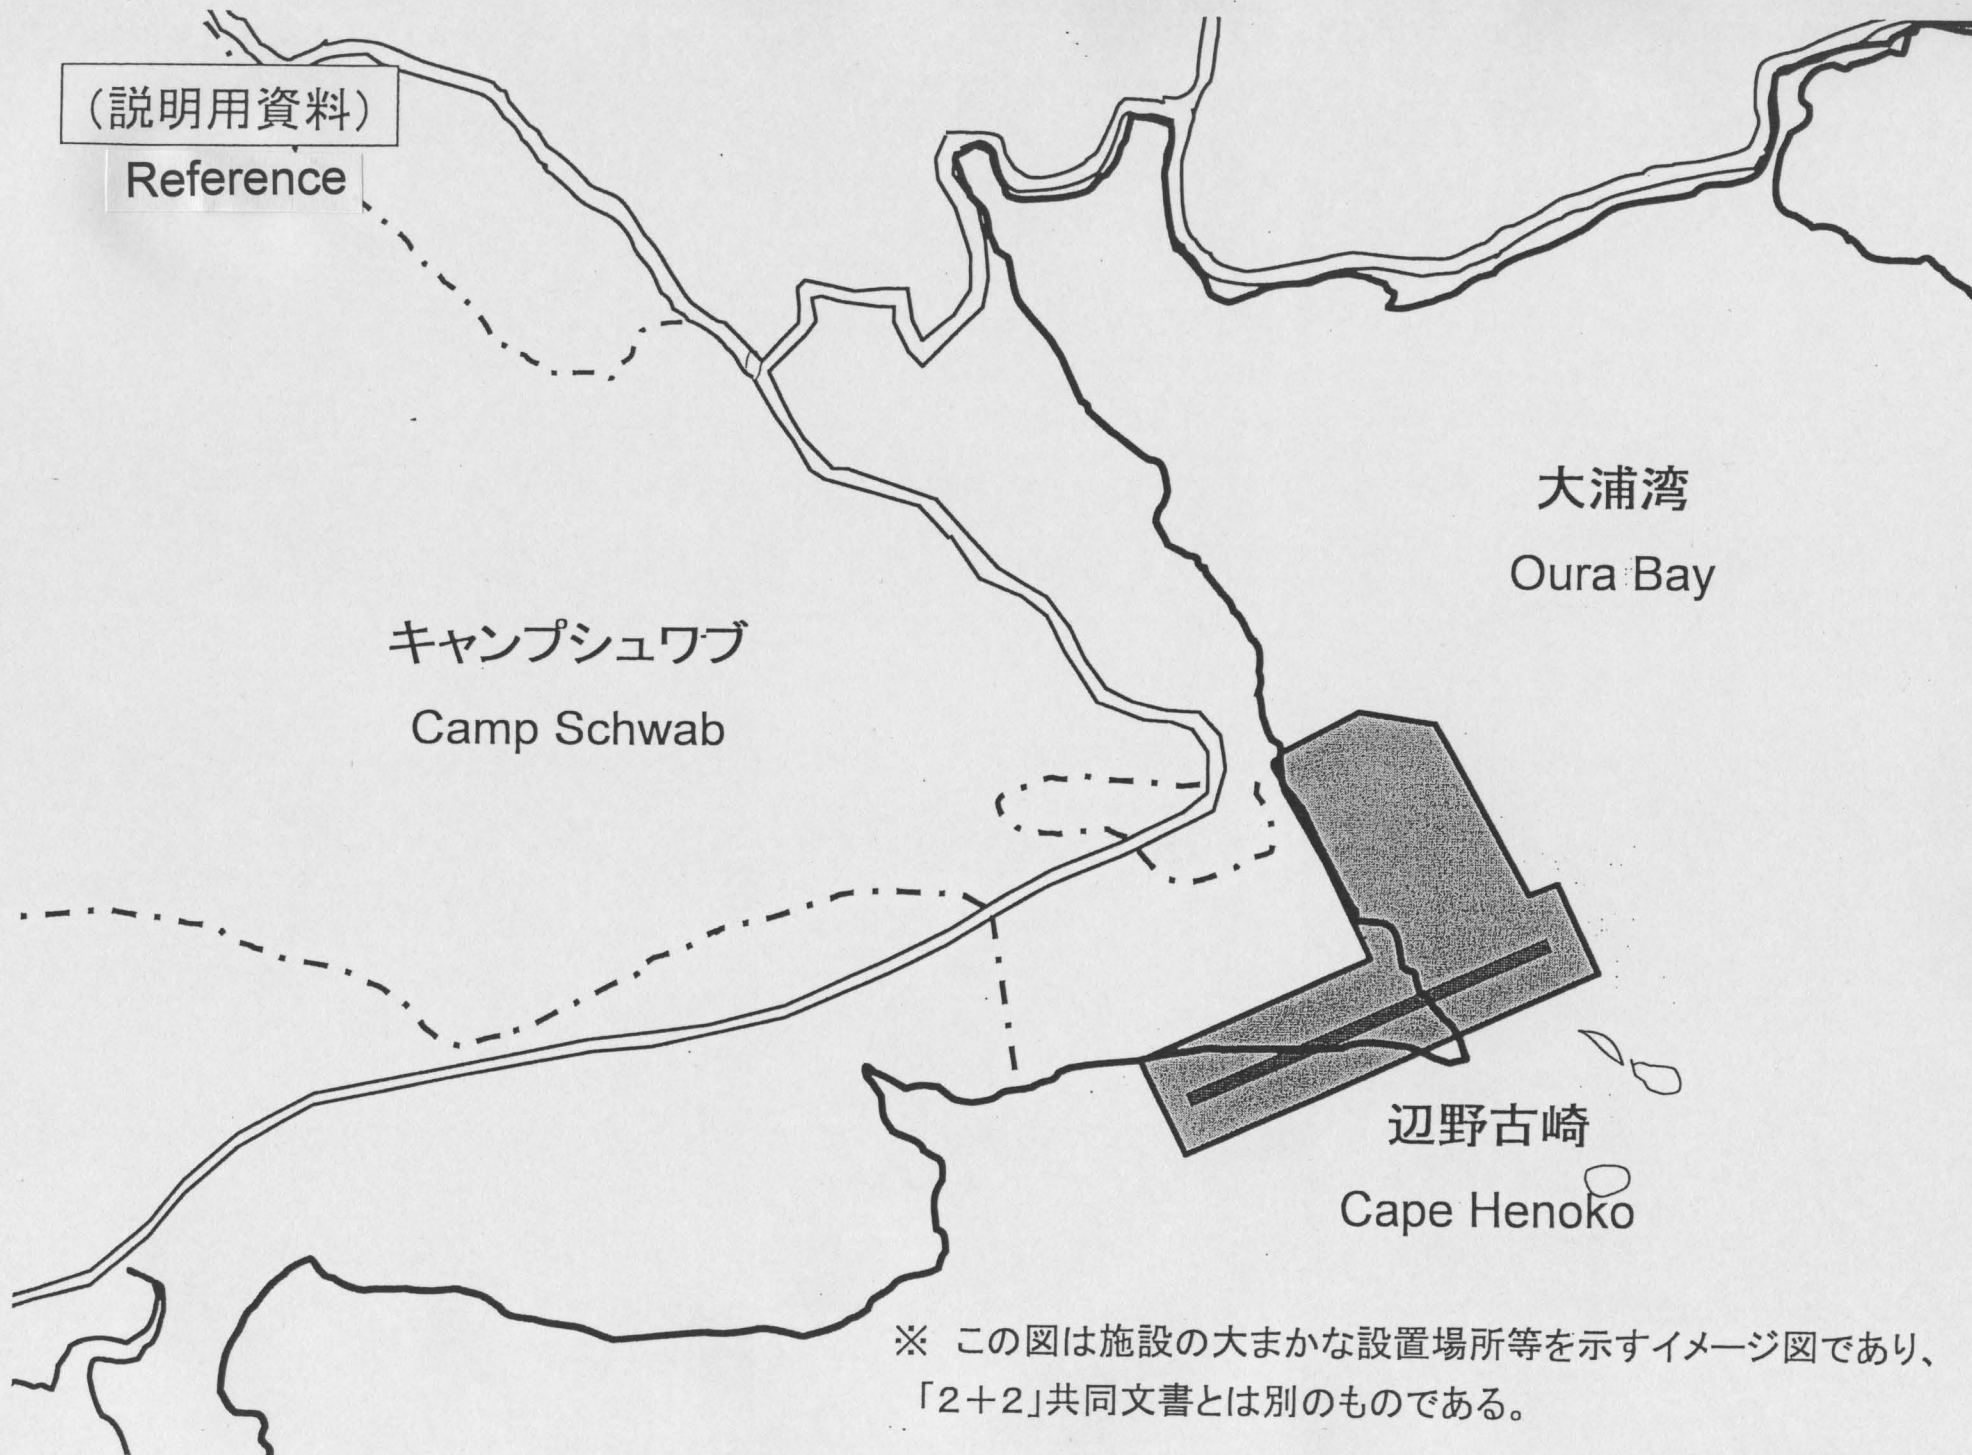 (説明用資料)
Reference
大浦湾
Oura Bay
キャンプシュワブ
Camp Schwab
辺野古崎
Cape Henoko
※ この図は施設の大まかな設置場所等を示すイメージ図であり、
「2+2」共同文書とは別のものである。